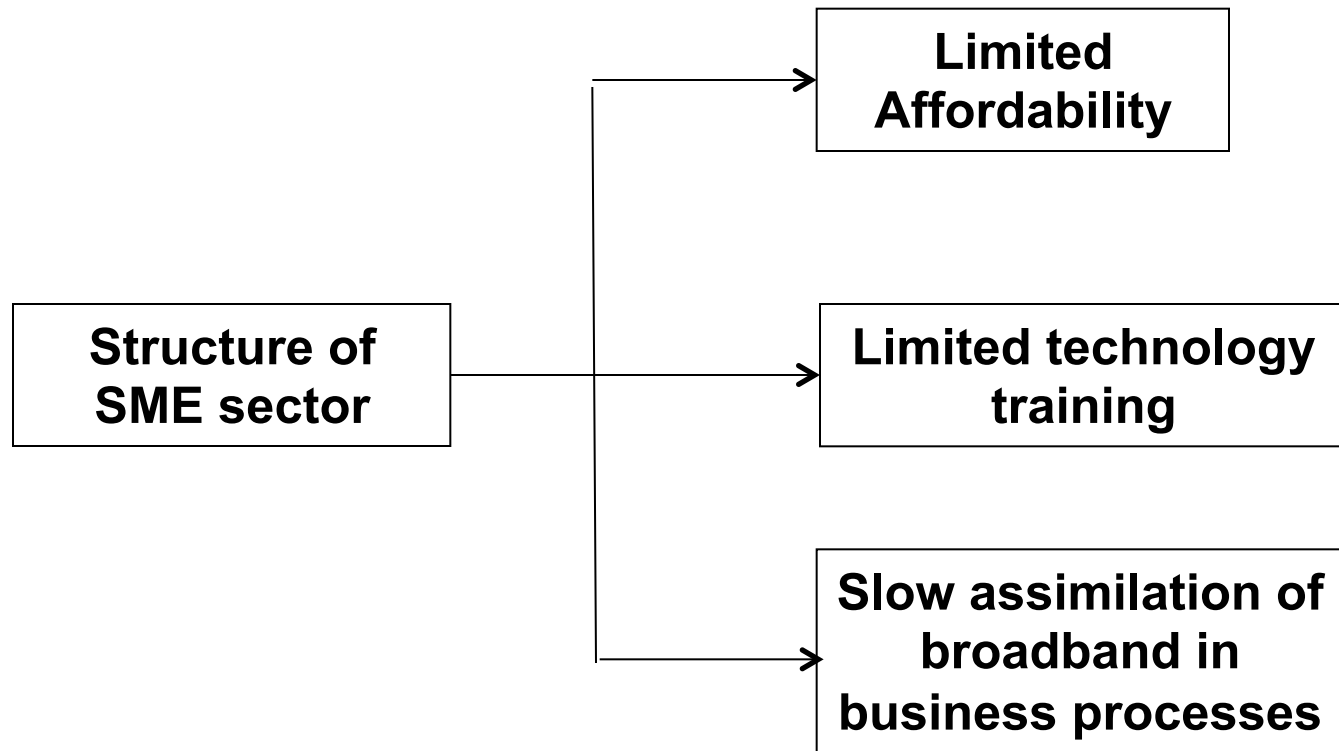 Limited
Affordability
Structure of
SME sector
Limited technology
training
Slow assimilation of
broadband in
business processes